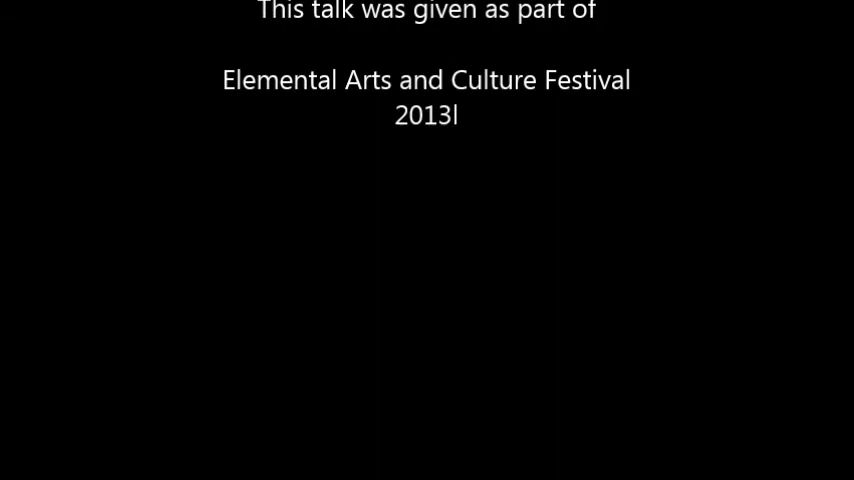 This talk was given as part of
Elemental Arts and Culture Festival
2013l